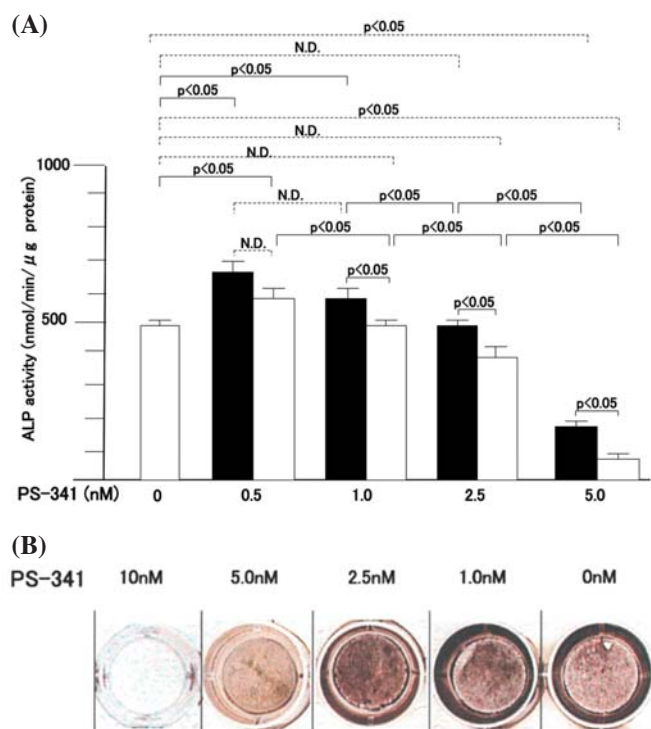 (A)
p<0.05
N.D.
p<0.05
p<0.05
p<0.05
N.D.
N.D.
p<0.05
N.D. p<0.05 p<0.05
p<0.05 p<0.05 p<0.05
N.D.
p<0.05
p<0.05
p<0.05
1000
500
ALP activity (nmol/min/μg protein)
PS-341 (nM) 0 0.5 1.0 2.5 5.0
(B)
PS-341 10nM 5.0nM 2.5nM 1.0nM 0nM